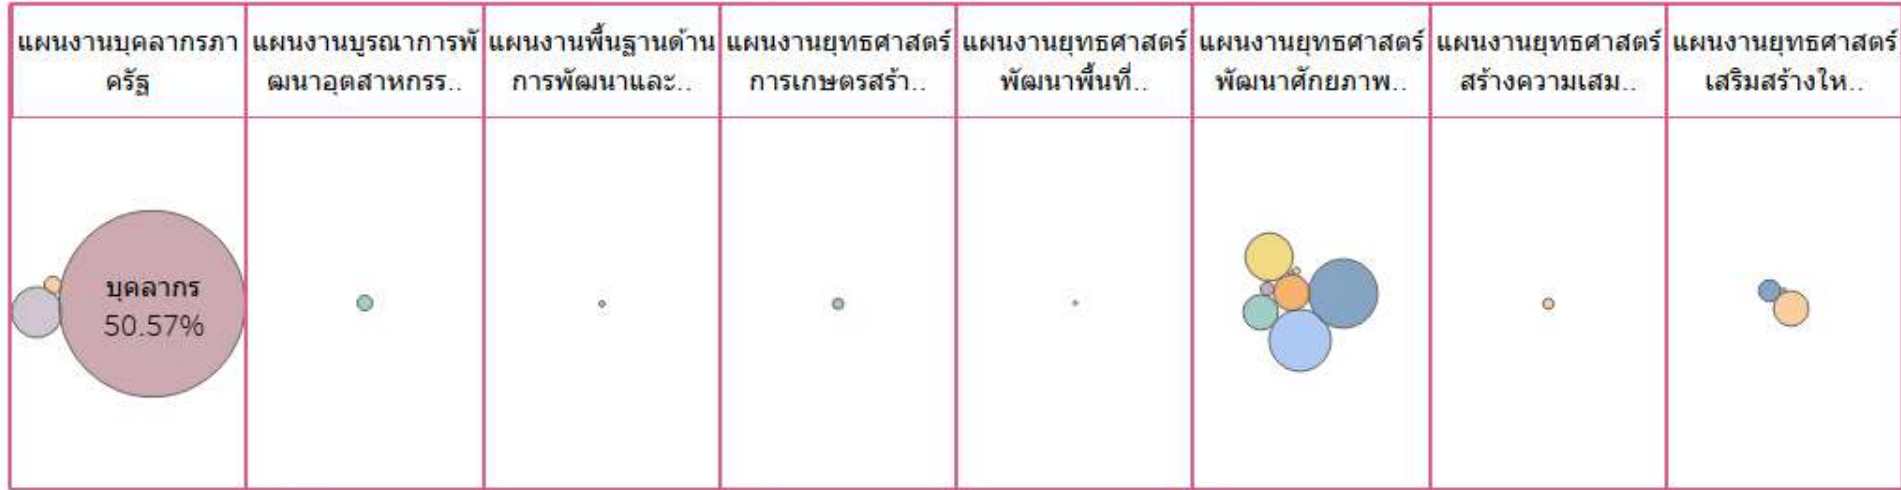 แผนงานบุคลากรภา
ครัฐ
แผนงานบูรณาการพั
ฒนาอุตสาหกรร..
แผนงานพื้นฐานด้าน
การพัฒนาและ..
แผนงานยุทธศาสตร์
การเกษตรสร้า..
แผนงานยุทธศาสตร์
พัฒนาพื้นที่..
แผนงานยุทธศาสตร์
พัฒนาศักยภาพ..
แผนงานยุทธศาสตร์
สร้างความเสม..
แผนงานยุทธศาสตร์
เสริมสร้างให..
บุคลากร
50.57%